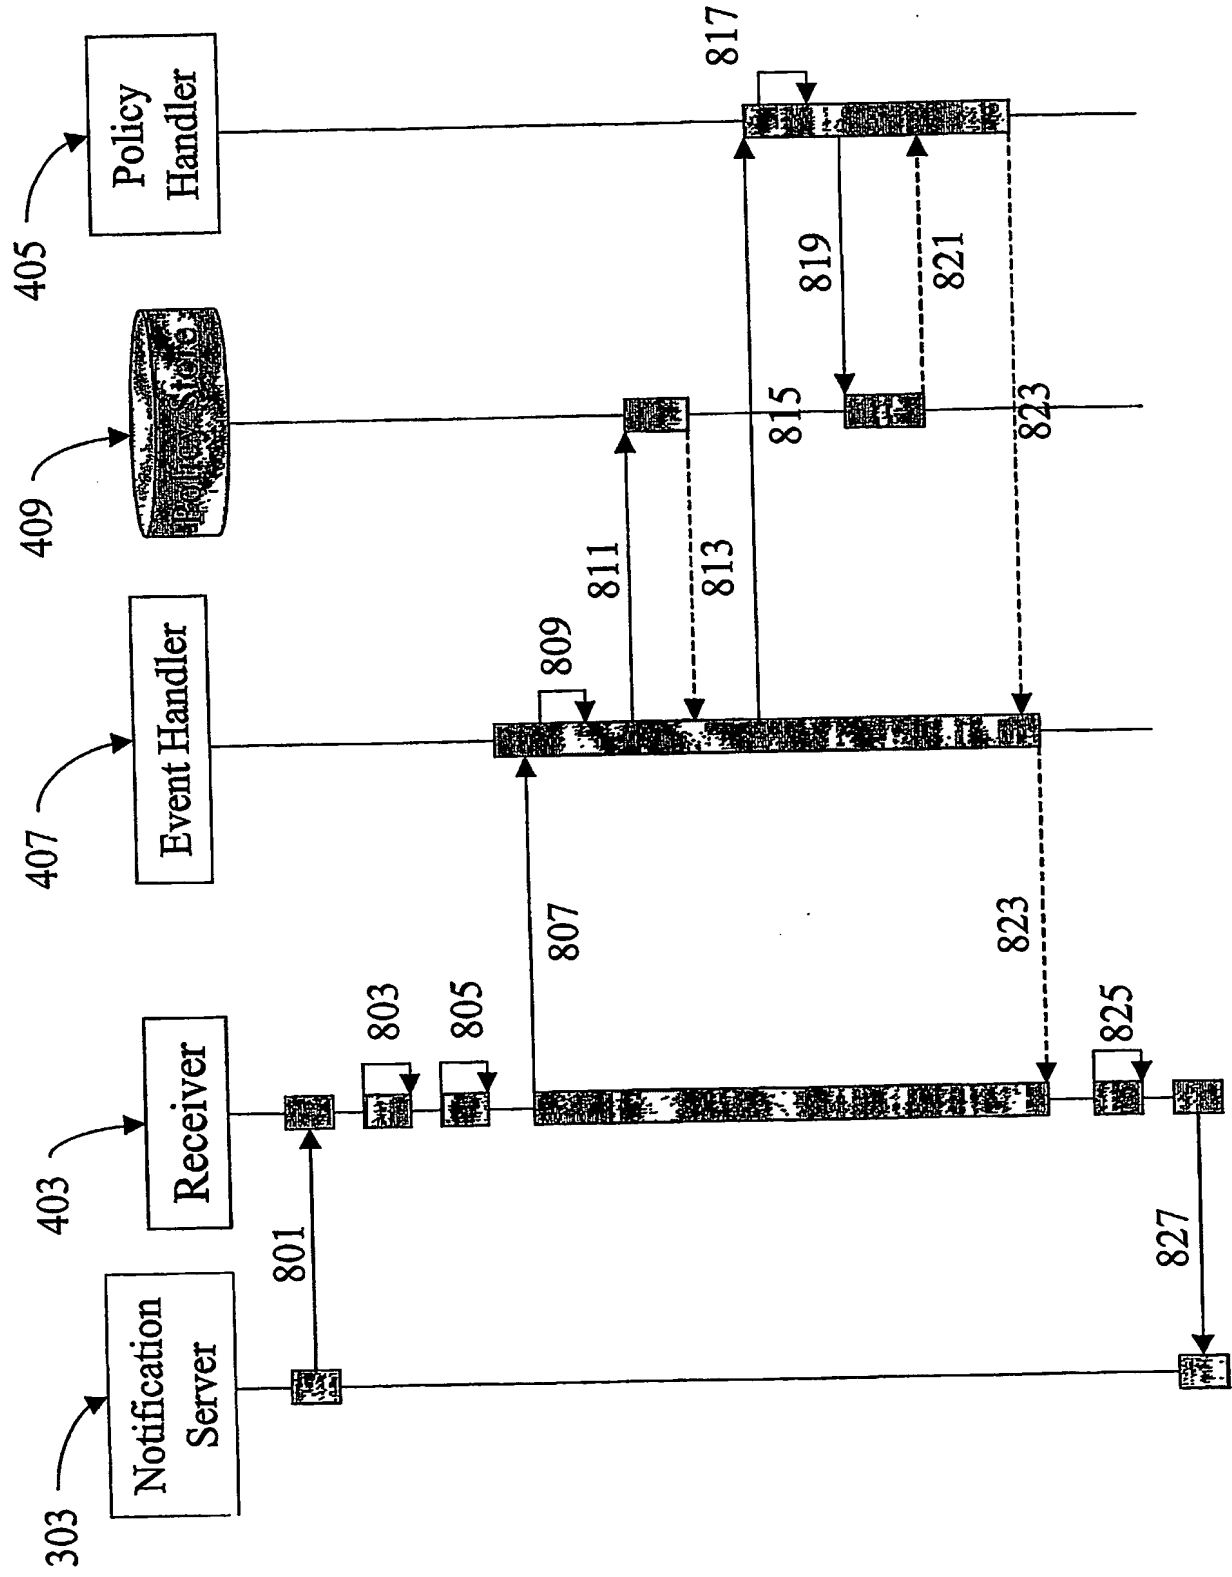 303
Notification
Server
403
Receiver
407
Event Handler
409
Policy Store
405
Policy
Handler
801
803
805
807
809
811
813
815
817
819
821
823
823
825
827